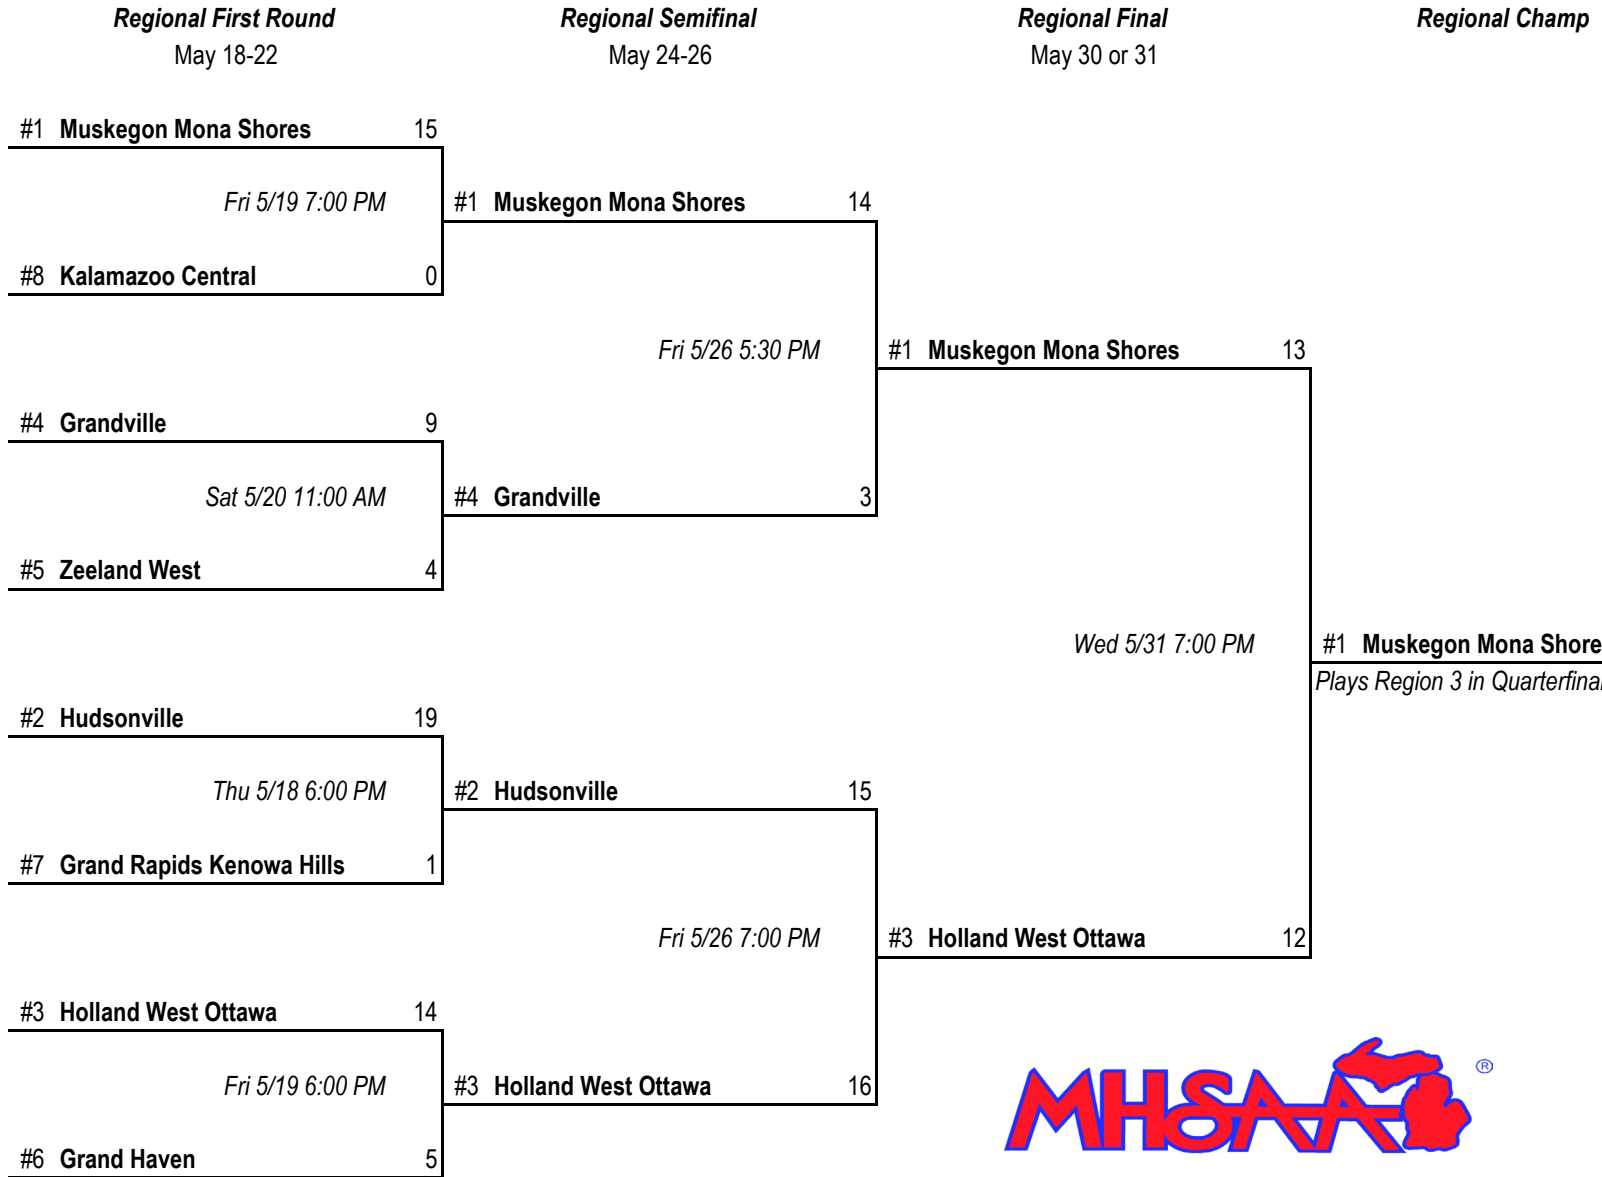 Regional First Round Regional Semifinal Regional Final Regional Champ
May 18-22 May 24-26 May 30 or 31
#1 Muskegon Mona Shores 15
Fri 5/19 7:00 PM #1 Muskegon Mona Shores 14
#8 Kalamazoo Central 0
Fri 5/26 5:30 PM #1 Muskegon Mona Shores 13
#4 Grandville 9
Sat 5/20 11:00 AM #4 Grandville 3
#5 Zeeland West 4
Wed 5/31 7:00 PM #1 Muskegon Mona Shore
Plays Region 3 in Quarterfinal
#2 Hudsonville 19
Thu 5/18 6:00 PM #2 Hudsonville 15
#7 Grand Rapids Kenowa Hills 1
Fri 5/26 7:00 PM #3 Holland West Ottawa 12
#3 Holland West Ottawa 14
Fri 5/19 6:00 PM #3 Holland West Ottawa 16
MHSAA ®
#6 Grand Haven 5